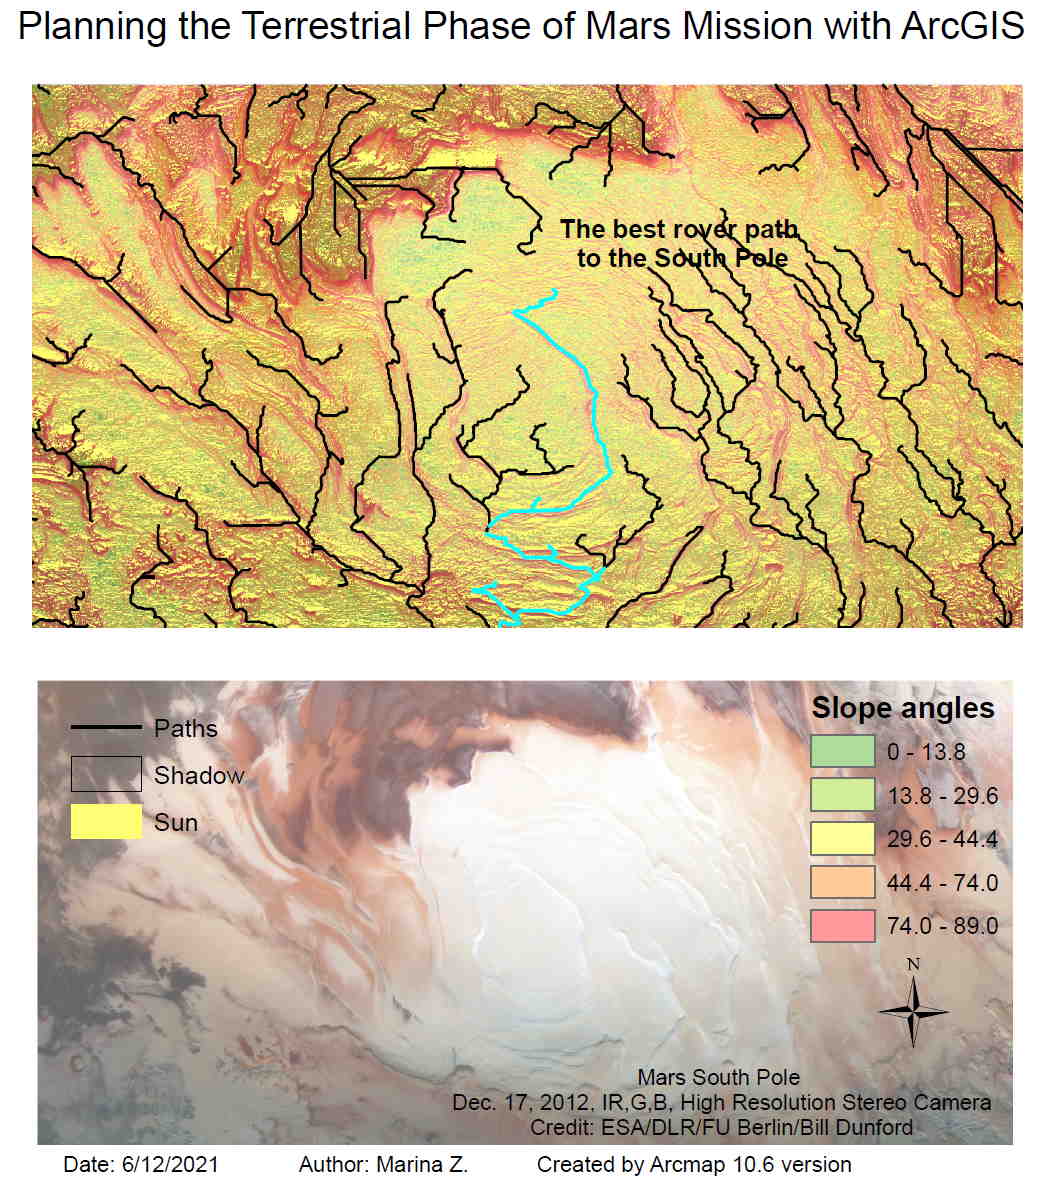 Planning the Terrestrial Phase of Mars Mission with ArcGIS
The best rover path
to the South Pole
Paths
Shadow
Sun
Slope angles
0 - 13.8
13.8 - 29.6
29.6 - 44.4
44.4 - 74.0
74.0 - 89.0
N
Mars South Pole
Dec. 17, 2012, IR,G,B, High Resolution Stereo Camera
Credit: ESA/DLR/FU Berlin/Bill Dunford
Date: 6/12/2021 Author: Marina Z. Created by Arcmap 10.6 version